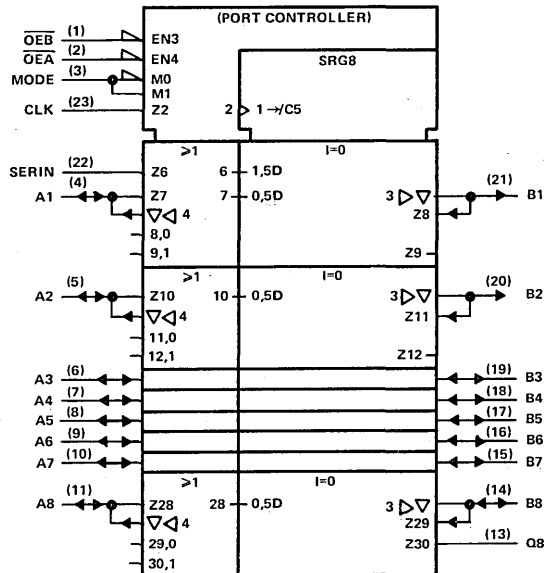 (PORT CONTROLLER)
OEB (1) EN3
SRG8
OEA (2) EN4
MODE (3) M0
M1
CLK (23) Z2 2 1 →/C5
≥1 I=0
SERIN (22) Z6 6 1,5D
A1 (4) Z7 7 0,5D 3 (21) B1
4 Z8
8,0
9,1 Z9
≥1 I=0
A2 (5) Z10 10 0,5D 3 (20) B2
4 Z11
11,0
12,1 Z12
A3 (6) (19) B3
A4 (7) (18) B4
A5 (8) (17) B5
A6 (9) (16) B6
A7 (10) (15) B7
≥1 I=0
A8 (11) Z28 28 0,5D 3 (14) B8
4 Z29
29,0 Z30 (13) Q8
30,1